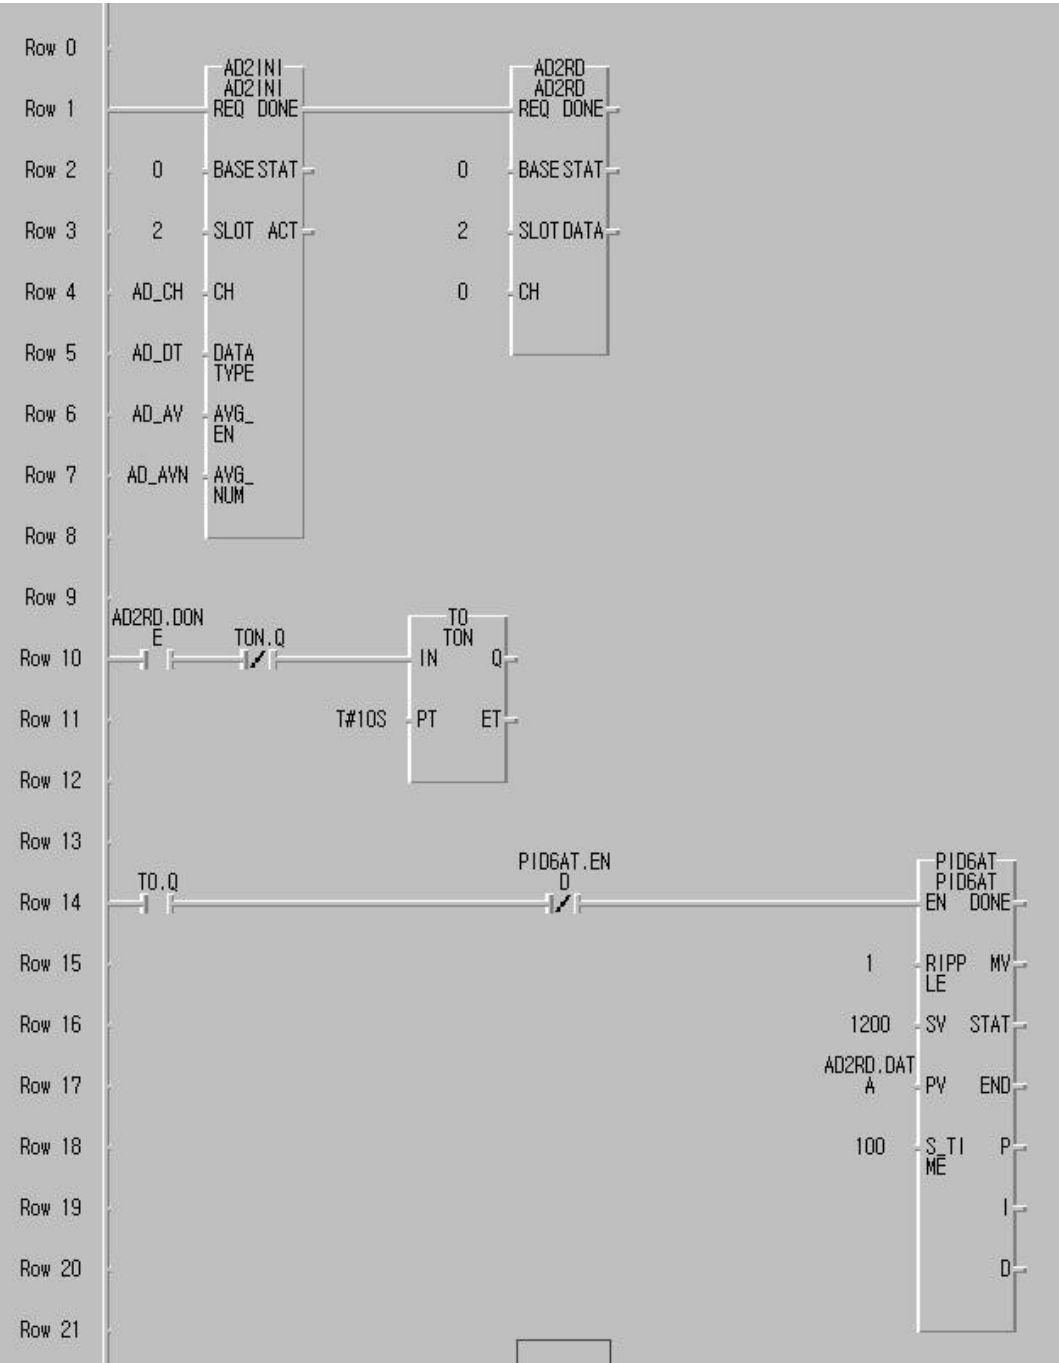 Row 0
AD2INI AD2RD
AD2INI AD2RD
Row 1 REQ DONE REQ DONE
Row 2 0 BASE STAT 0 BASE STAT
Row 3 2 SLOT ACT 2 SLOT DATA
Row 4 AD_CH CH 0 CH
Row 5 AD_DT DATA
TYPE
Row 6 AD_AV AVG_
EN
Row 7 AD_AVN AVG_
NUM
Row 8
Row 9
AD2RD.DON T0
E TON.Q TON
Row 10 IN Q
Row 11 T#10S PT ET
Row 12
Row 13
PID6AT.EN PID6AT
T0.Q D PID6AT
Row 14 EN DONE
Row 15 1 RIPP MV
LE
Row 16 1200 SV STAT
AD2RD.DAT
Row 17 A PV END
Row 18 100 S_TI P
ME
Row 19 I
Row 20 D
Row 21